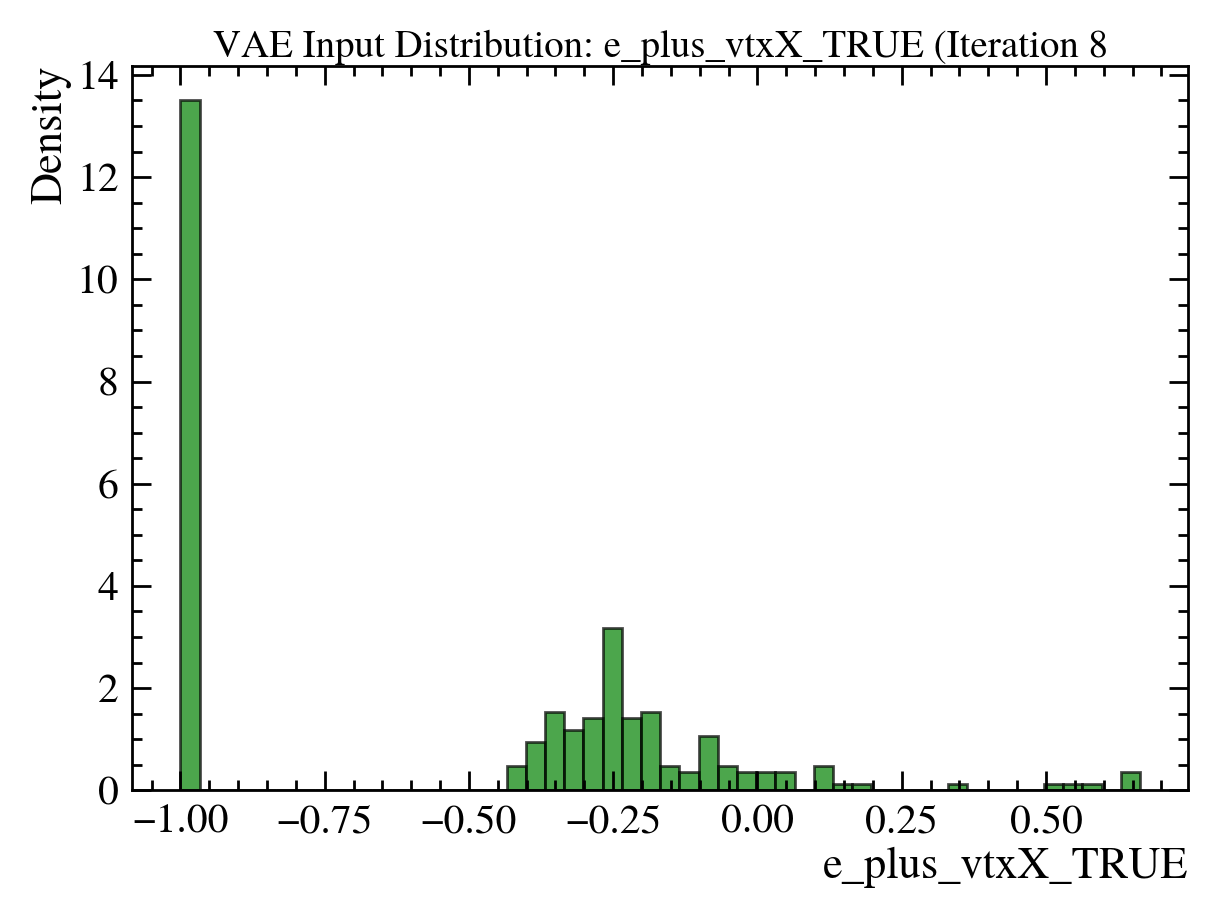 VAE Input Distribution: e_plus_vtxX_TRUE (Iteration 8
Density
14
12
10
8
6
4
2
0
−1.00 −0.75 −0.50 −0.25 0.00 0.25 0.50
e_plus_vtxX_TRUE